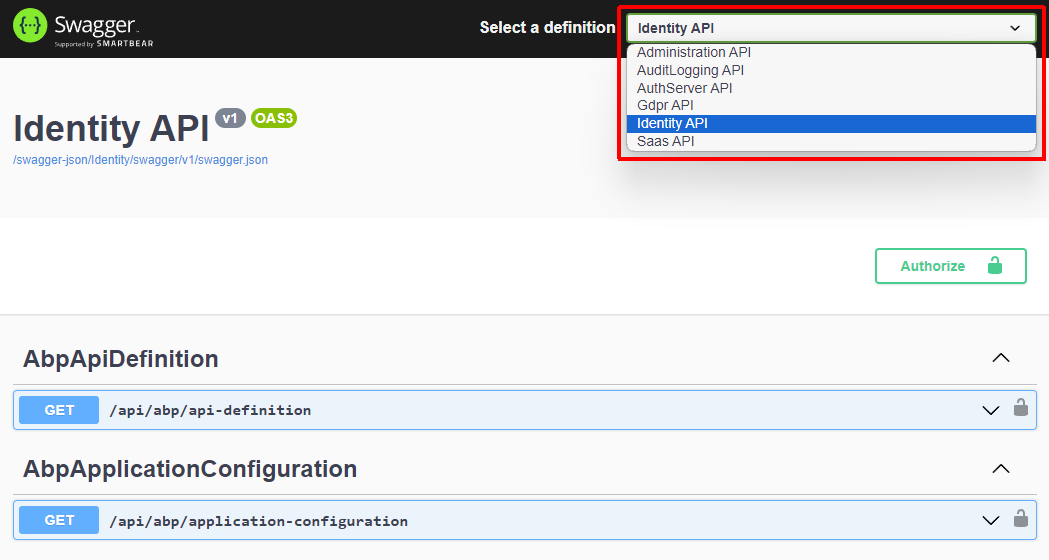 Swagger.
Supported by SMARTBEAR
Select a definition
Identity API
Administration API
AuditLogging API
AuthServer API
Gdpr API
Identity API
Saas API
Identity API v1 OAS3
/swagger-json/Identity/swagger/v1/swagger.json
Authorize
AbpApiDefinition
GET /api/abp/api-definition
AbpApplicationConfiguration
GET /api/abp/application-configuration